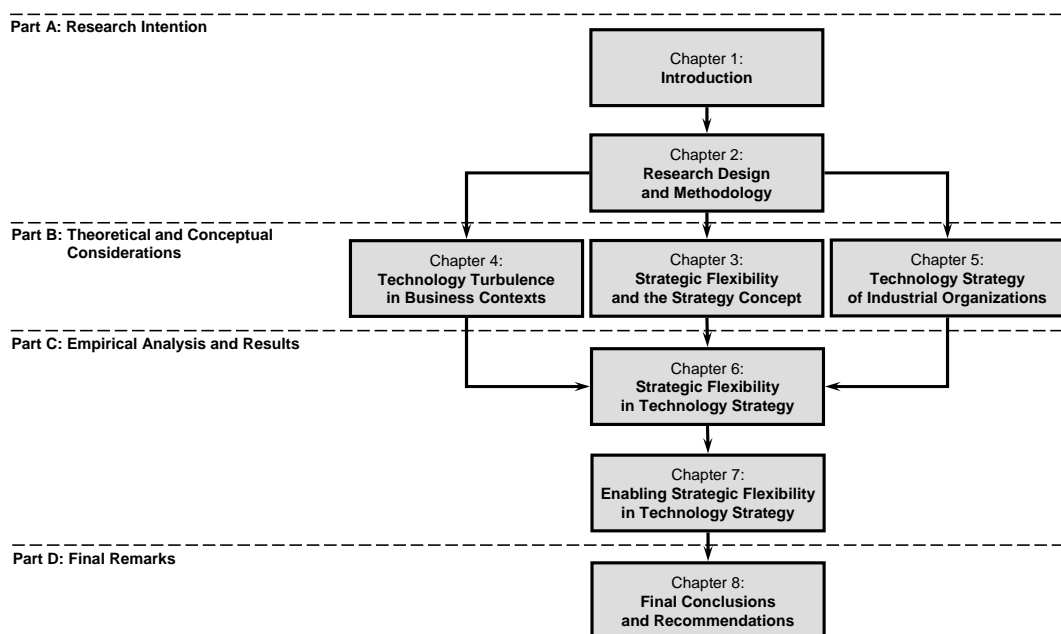 Part A: Research Intention
Chapter 1:
Introduction
Chapter 2:
Research Design
and Methodology
Part B: Theoretical and Conceptual
Considerations
Chapter 4:
Technology Turbulence
in Business Contexts
Chapter 3:
Strategic Flexibility
and the Strategy Concept
Chapter 5:
Technology Strategy
of Industrial Organizations
Part C: Empirical Analysis and Results
Chapter 6:
Strategic Flexibility
in Technology Strategy
Chapter 7:
Enabling Strategic Flexibility
in Technology Strategy
Part D: Final Remarks
Chapter 8:
Final Conclusions
and Recommendations